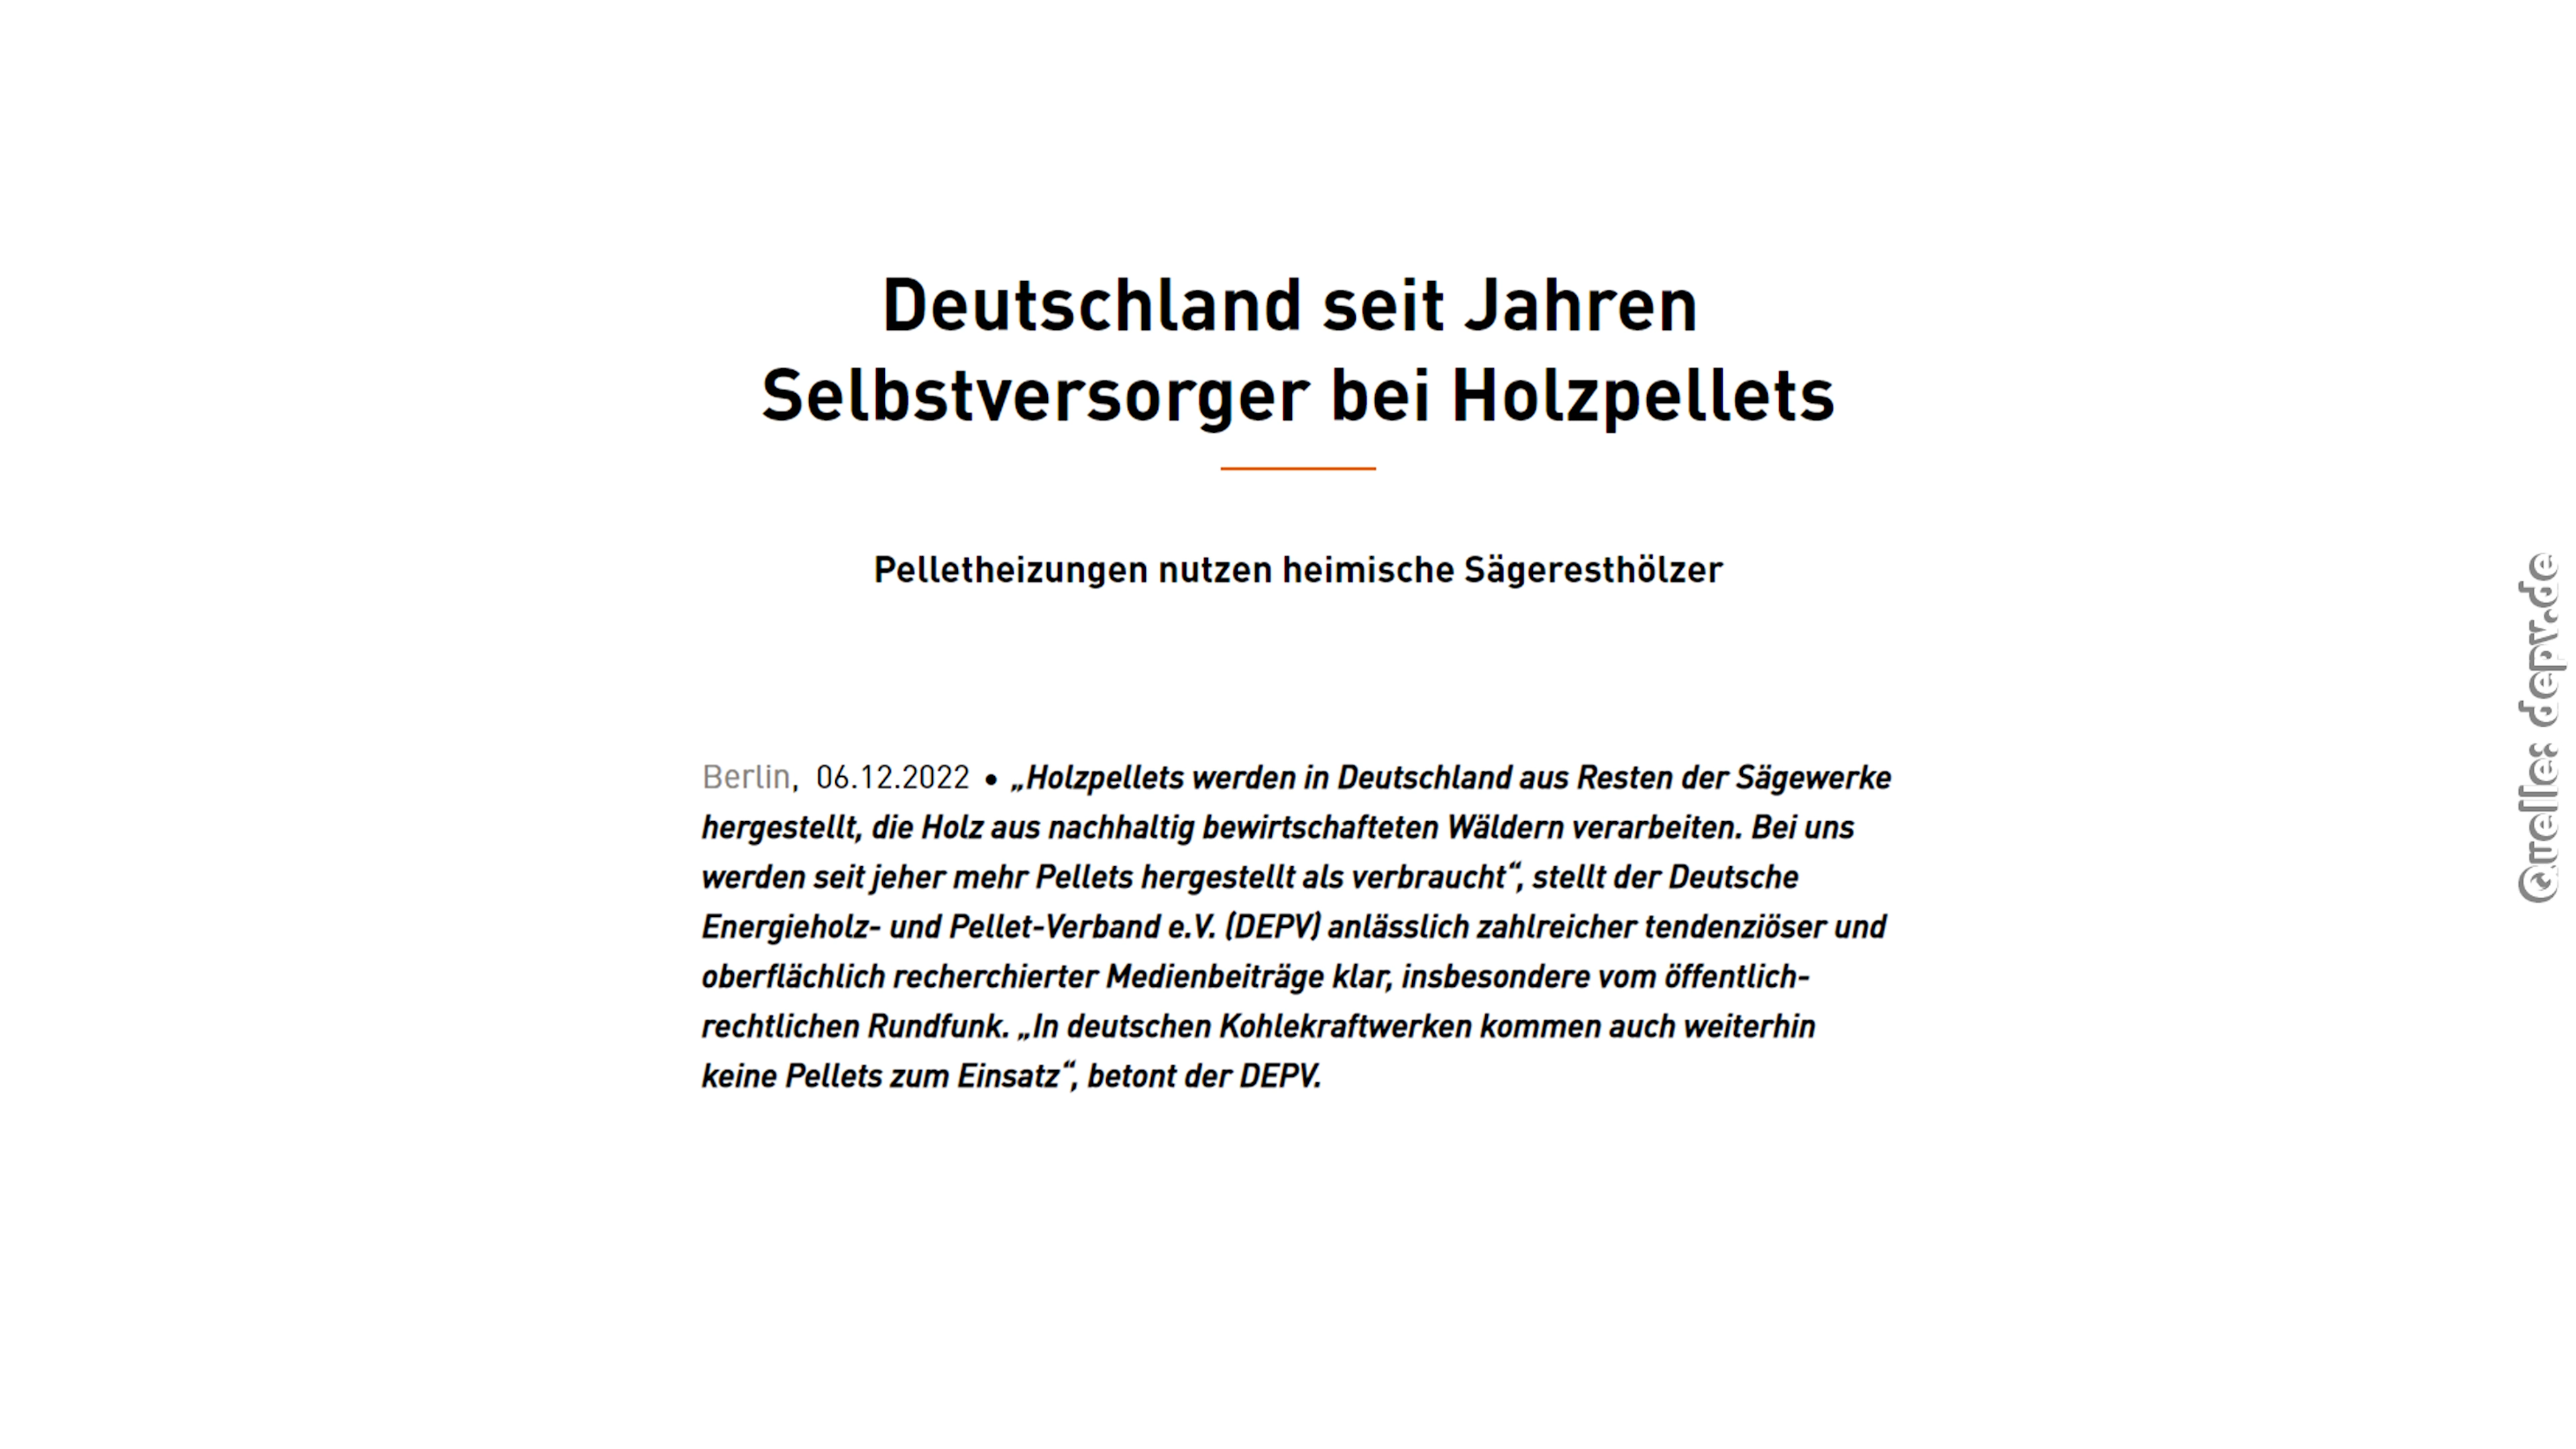 Deutschland seit Jahren
Selbstversorger bei Holzpellets
Pelletheizungen nutzen heimische Sägeresthölzer
Berlin, 06.12.2022 • „Holzpellets werden in Deutschland aus Resten der Sägewerke
hergestellt, die Holz aus nachhaltig bewirtschafteten Wäldern verarbeiten. Bei uns
werden seit jeher mehr Pellets hergestellt als verbraucht“, stellt der Deutsche
Energieholz- und Pellet-Verband e.V. (DEPV) anlässlich zahlreicher tendenziöser und
oberflächlich recherchierter Medienbeiträge klar, insbesondere vom öffentlich-
rechtlichen Rundfunk. „In deutschen Kohlekraftwerken kommen auch weiterhin
keine Pellets zum Einsatz“, betont der DEPV.
Quelle: depv.de